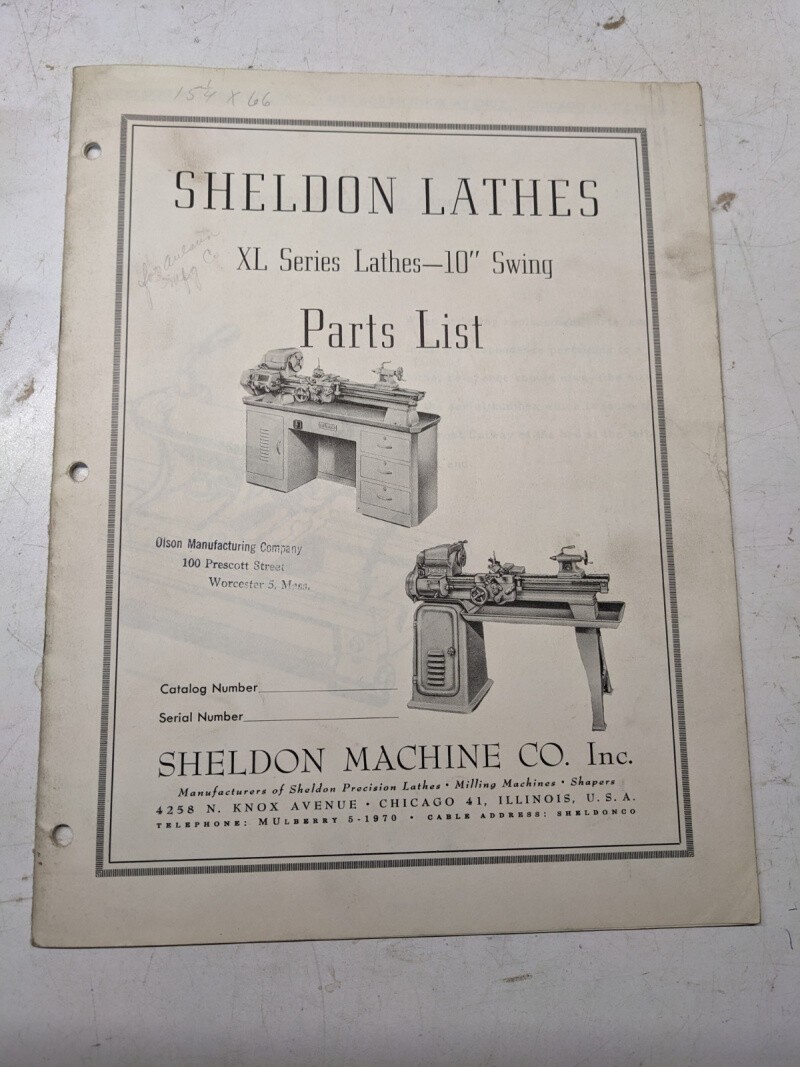 15¼ x 66
SHELDON LATHES
XL Series Lathes—10" Swing
Mfg Co
Parts List
Olson Manufacturing Company
100 Prescott Street
Worcester 5, Mass.
Catalog Number
Serial Number
SHELDON MACHINE CO. Inc.
Manufacturers of Sheldon Precision Lathes • Milling Machines • Shapers
4258 N. KNOX AVENUE • CHICAGO 41, ILLINOIS, U. S. A.
TELEPHONE: MULBERRY 5-1970 • CABLE ADDRESS: SHELDONCO